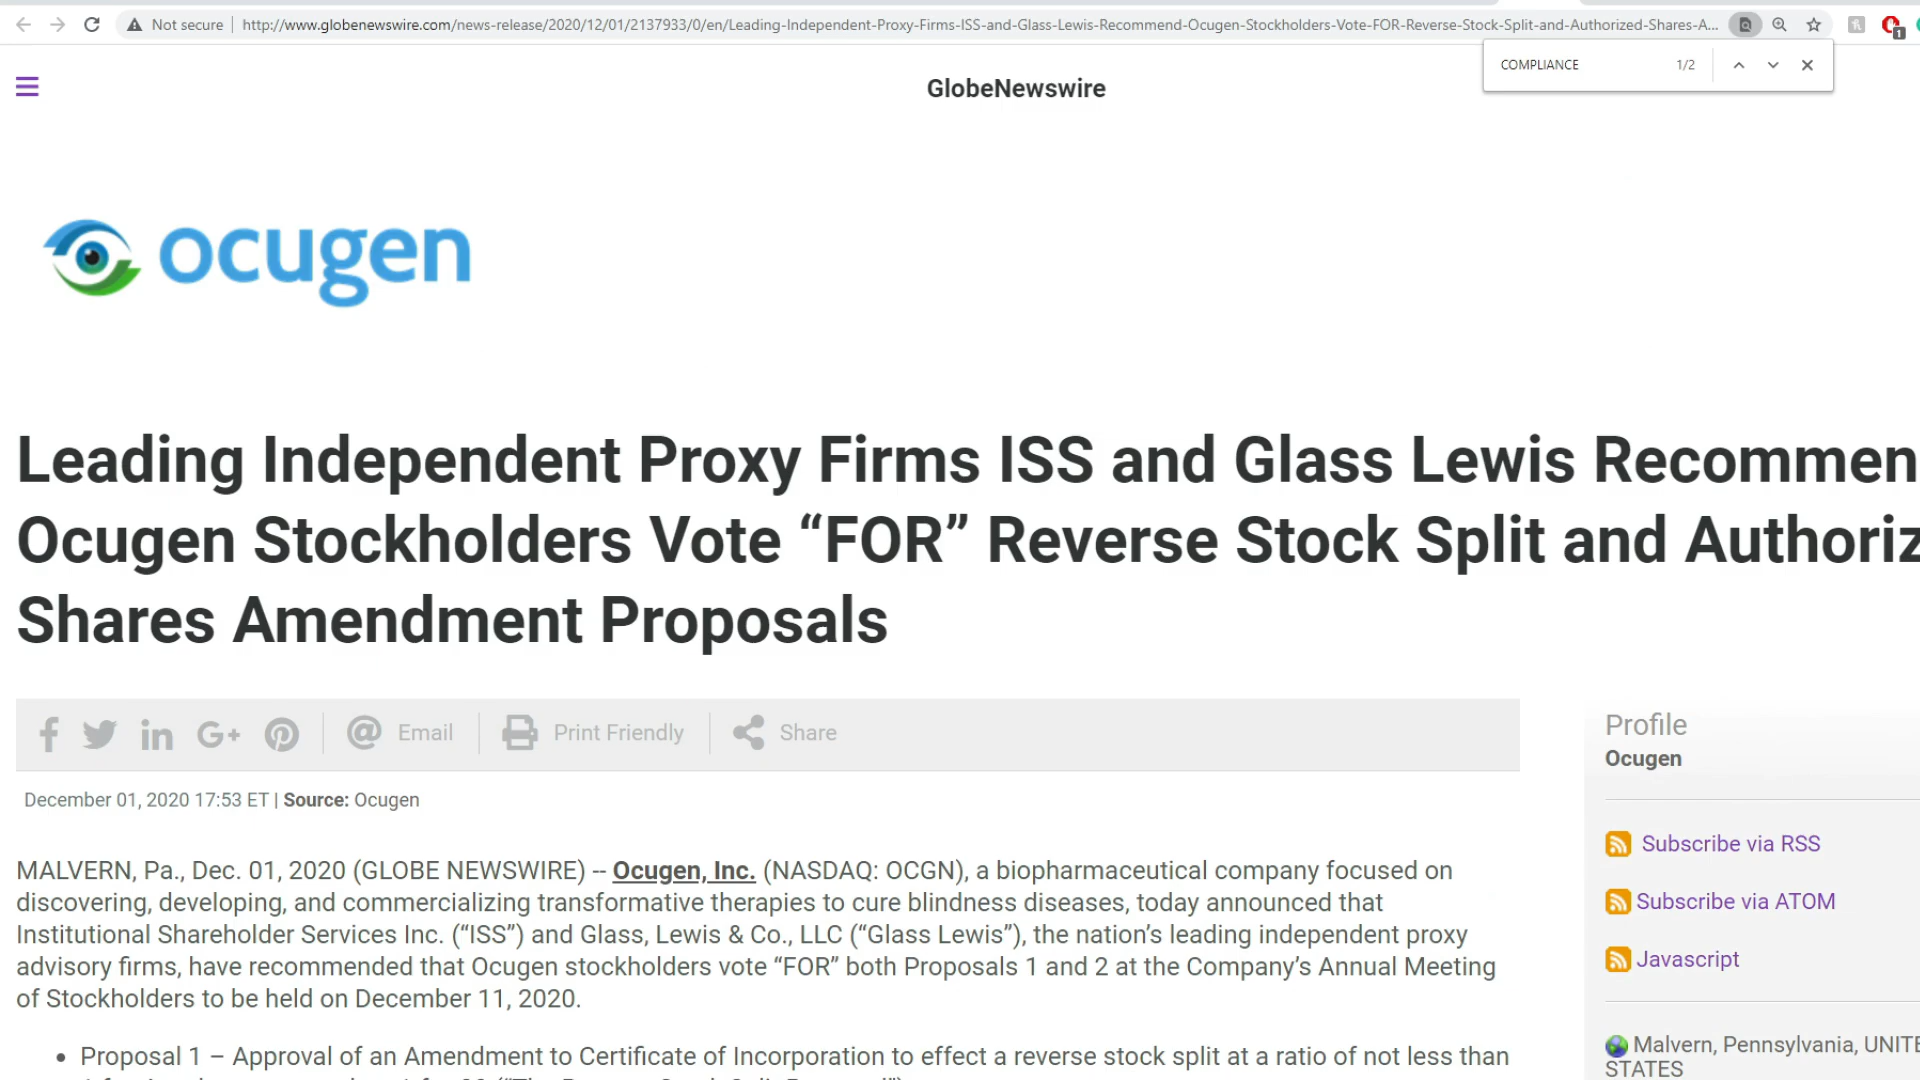 Not secure
http://www.globenewswire.com/news-release/2020/12/01/2137933/0/en/Leading-Independent-Proxy-Firms-ISS-and-Glass-Lewis-Recommend-Ocugen-Stockholders-Vote-FOR-Reverse-Stock-Split-and-Authorized-Shares-A...
1
COMPLIANCE
1/2
GlobeNewswire
ocugen
Leading Independent Proxy Firms ISS and Glass Lewis Recommen
Ocugen Stockholders Vote “FOR” Reverse Stock Split and Authoriz
Shares Amendment Proposals
Email
Print Friendly
Share
December 01, 2020 17:53 ET | Source: Ocugen
MALVERN, Pa., Dec. 01, 2020 (GLOBE NEWSWIRE) -- Ocugen, Inc. (NASDAQ: OCGN), a biopharmaceutical company focused on
discovering, developing, and commercializing transformative therapies to cure blindness diseases, today announced that
Institutional Shareholder Services Inc. (“ISS”) and Glass, Lewis & Co., LLC (“Glass Lewis”), the nation’s leading independent proxy
advisory firms, have recommended that Ocugen stockholders vote “FOR” both Proposals 1 and 2 at the Company’s Annual Meeting
of Stockholders to be held on December 11, 2020.
• Proposal 1 – Approval of an Amendment to Certificate of Incorporation to effect a reverse stock split at a ratio of not less than
Profile
Ocugen
Subscribe via RSS
Subscribe via ATOM
Javascript
Malvern, Pennsylvania, UNITE
STATES